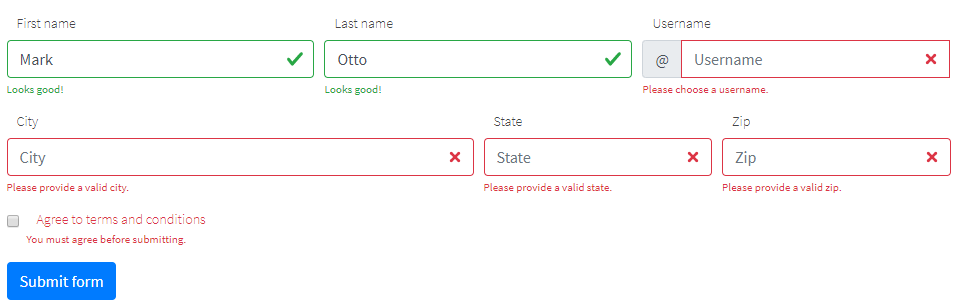 First name Last name Username
Mark Otto @ Username
Looks good! Looks good! Please choose a username.
City State Zip
City State Zip
Please provide a valid city. Please provide a valid state. Please provide a valid zip.
Agree to terms and conditions
You must agree before submitting.
Submit form